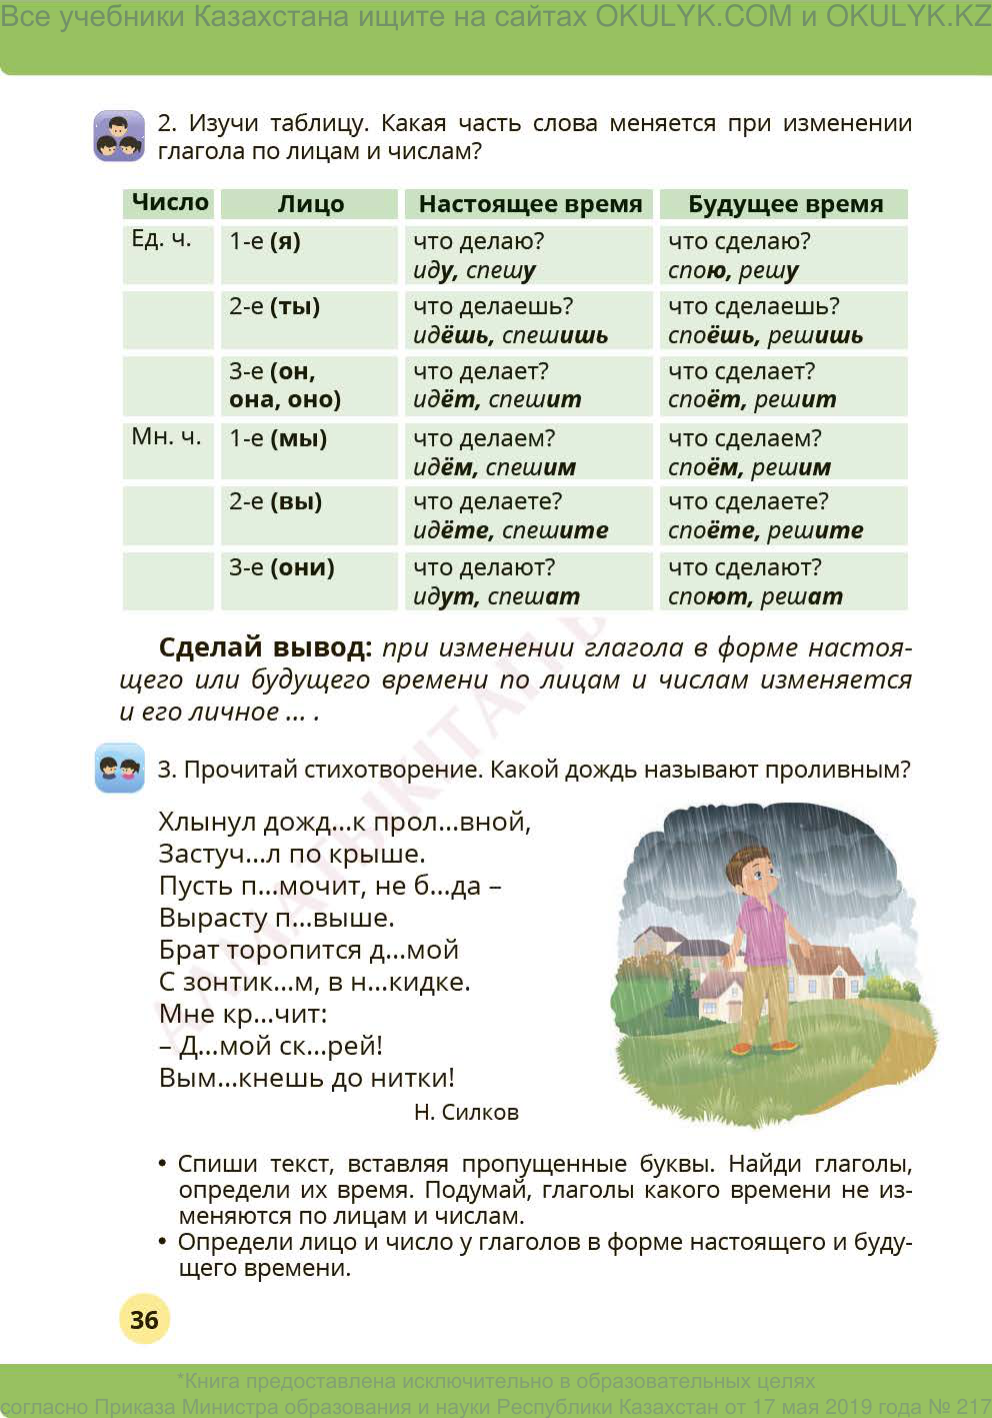 Все учебники Казахстана ищите на сайтах OKULYK.COM и OKULYK.KZ
2. Изучи таблицу. Какая часть слова меняется при изменении
глагола по лицам и числам?
Число Лицо Настоящее время Будущее время
Ед. ч. 1-е (я) что делаю? что сделаю?
иду, спешу спою, решу
2-е (ты) что делаешь? что сделаешь?
идёшь, спешишь споёшь, решишь
3-е (он, что делает? что сделает?
она, оно) идёт, спешит споёт, решит
Мн. ч. 1-е (мы) что делаем? что сделаем?
идём, спешим споём, решим
2-е (вы) что делаете? что сделаете?
идёте, спешите споёте, решите
3-е (они) что делают? что сделают?
идут, спешат споют, решат
Сделай вывод: при изменении глагола в форме настоя-
щего или будущего времени по лицам и числам изменяется
и его личное ... .
3. Прочитай стихотворение. Какой дождь называют проливным?
Хлынул дожд...к прол...вной,
Застуч...л по крыше.
Пусть п...мочит, не б...да –
Вырасту п...выше.
Брат торопится д...мой
С зонтик...м, в н...кидке.
Мне кр...чит:
– Д...мой ск...рей!
Вым...кнешь до нитки!
Н. Силков
• Спиши текст, вставляя пропущенные буквы. Найди глаголы,
определи их время. Подумай, глаголы какого времени не из-
меняются по лицам и числам.
• Определи лицо и число у глаголов в форме настоящего и буду-
щего времени.
36
*Книга предоставлена исключительно в образовательных целях
согласно Приказа Министра образования и науки Республики Казахстан от 17 мая 2019 года № 217